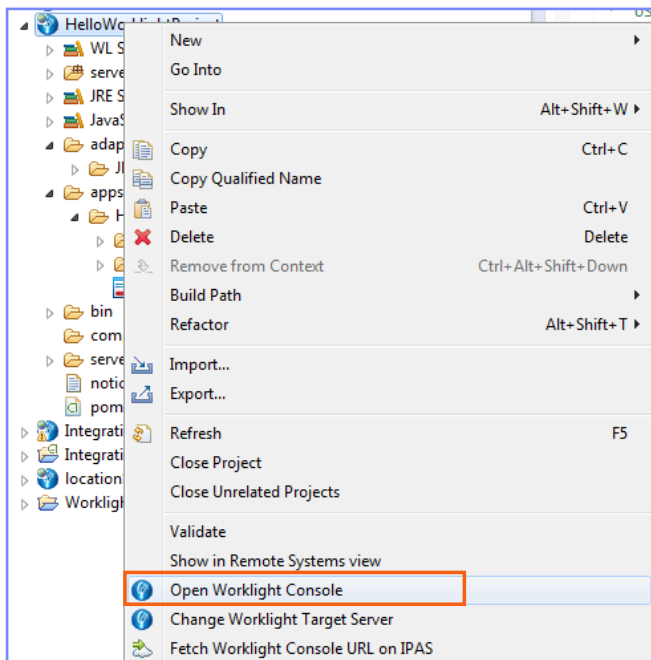 HelloWorklightProject
WL S
serve
JRE S
JavaS
adap
JI
apps
H
bin
com
serve
notic
pom
Integrati
Integrati
location
Workligh
New
Go Into
Show In Alt+Shift+W
Copy Ctrl+C
Copy Qualified Name
Paste Ctrl+V
Delete Delete
Remove from Context Ctrl+Alt+Shift+Down
Build Path
Refactor Alt+Shift+T
Import...
Export...
Refresh F5
Close Project
Close Unrelated Projects
Validate
Show in Remote Systems view
Open Worklight Console
Change Worklight Target Server
Fetch Worklight Console URL on IPAS